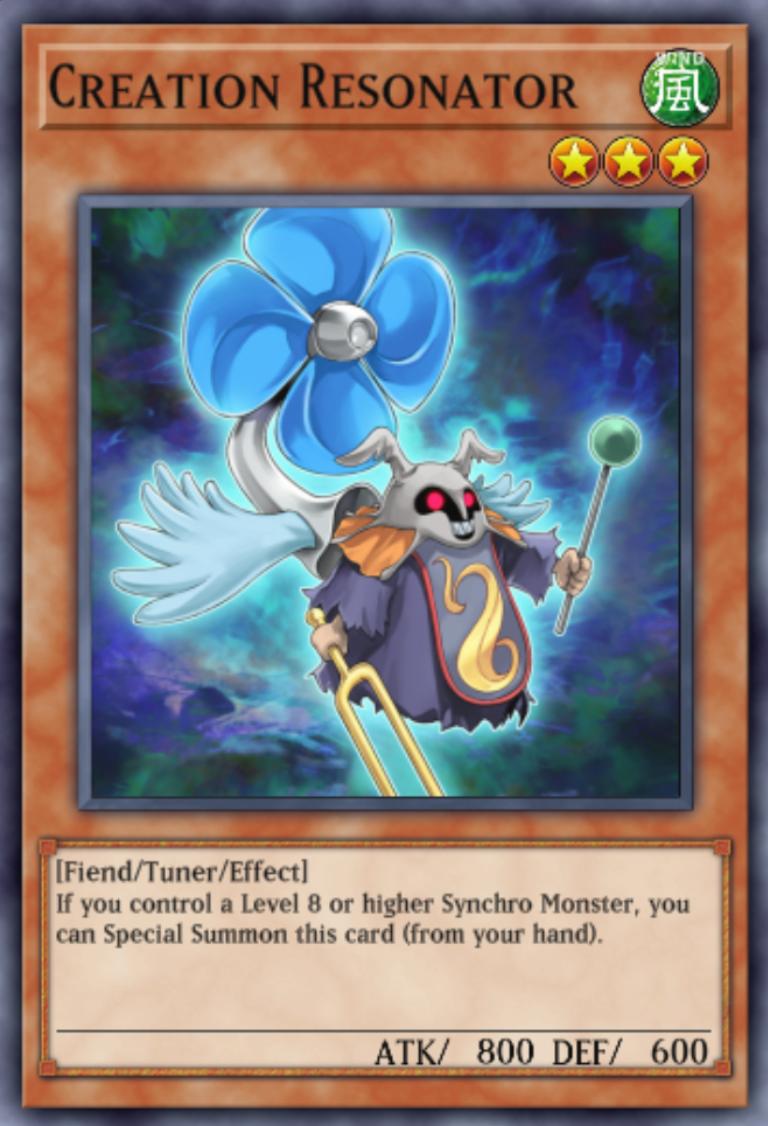 CREATION RESONATOR
WIND
風
[Fiend/Tuner/Effect]
If you control a Level 8 or higher Synchro Monster, you
can Special Summon this card (from your hand).
ATK/ 800 DEF/ 600